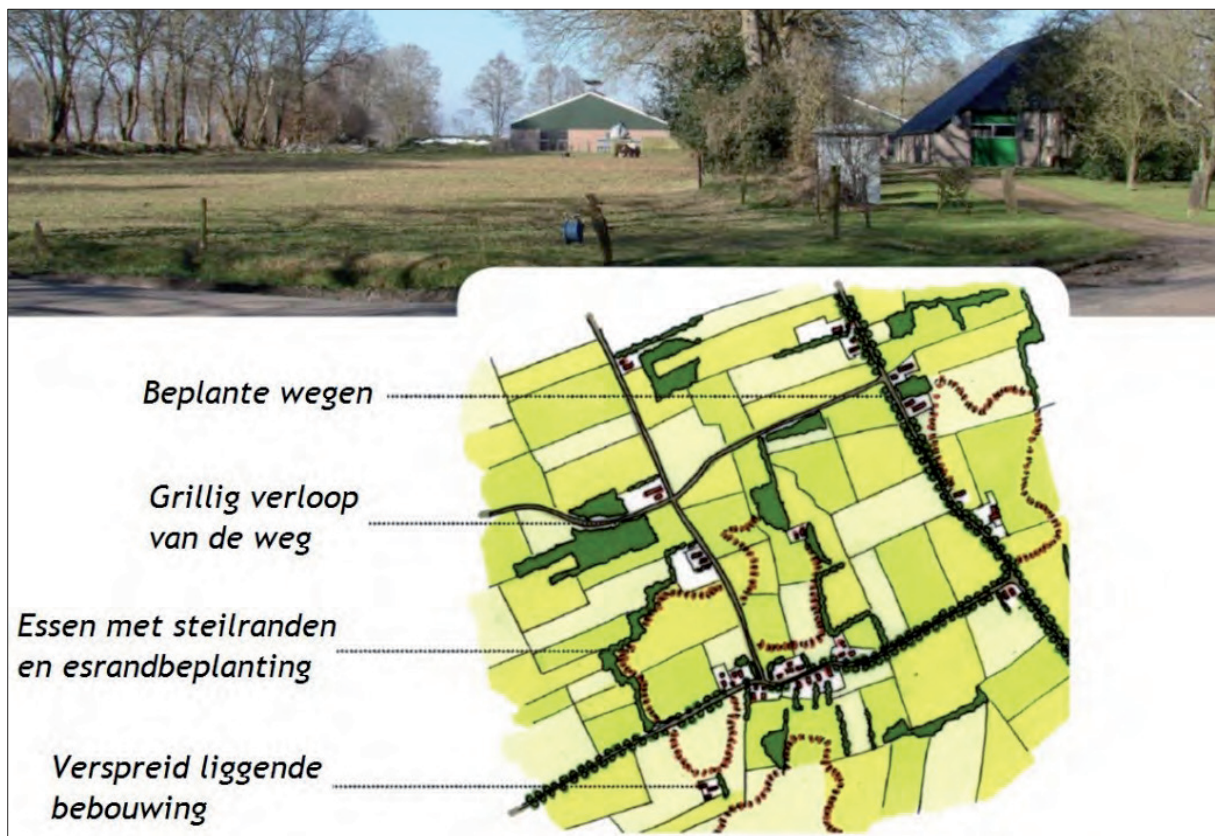 Beplante wegen
Grillig verloop
van de weg
Essen met steilranden
en esrandbeplanting
Verspreid liggende
bebouwing